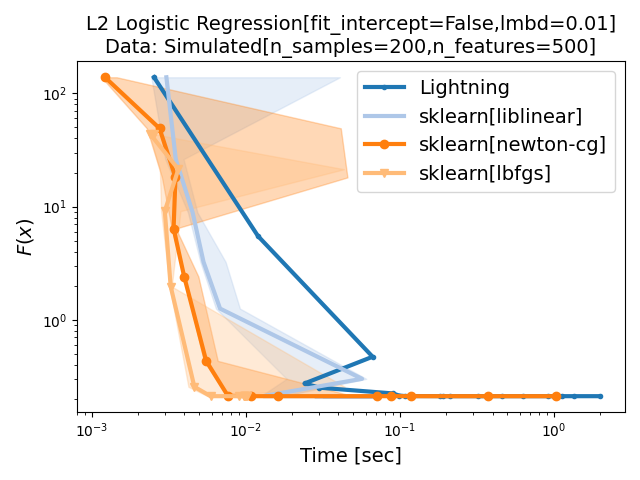 L2 Logistic Regression[fit_intercept=False,lmbd=0.01]
Data: Simulated[n_samples=200,n_features=500]
Lightning
sklearn[liblinear]
sklearn[newton-cg]
sklearn[lbfgs]
F(x)
10²
10¹
10⁰
10⁻³ 10⁻² 10⁻¹ 10⁰
Time [sec]